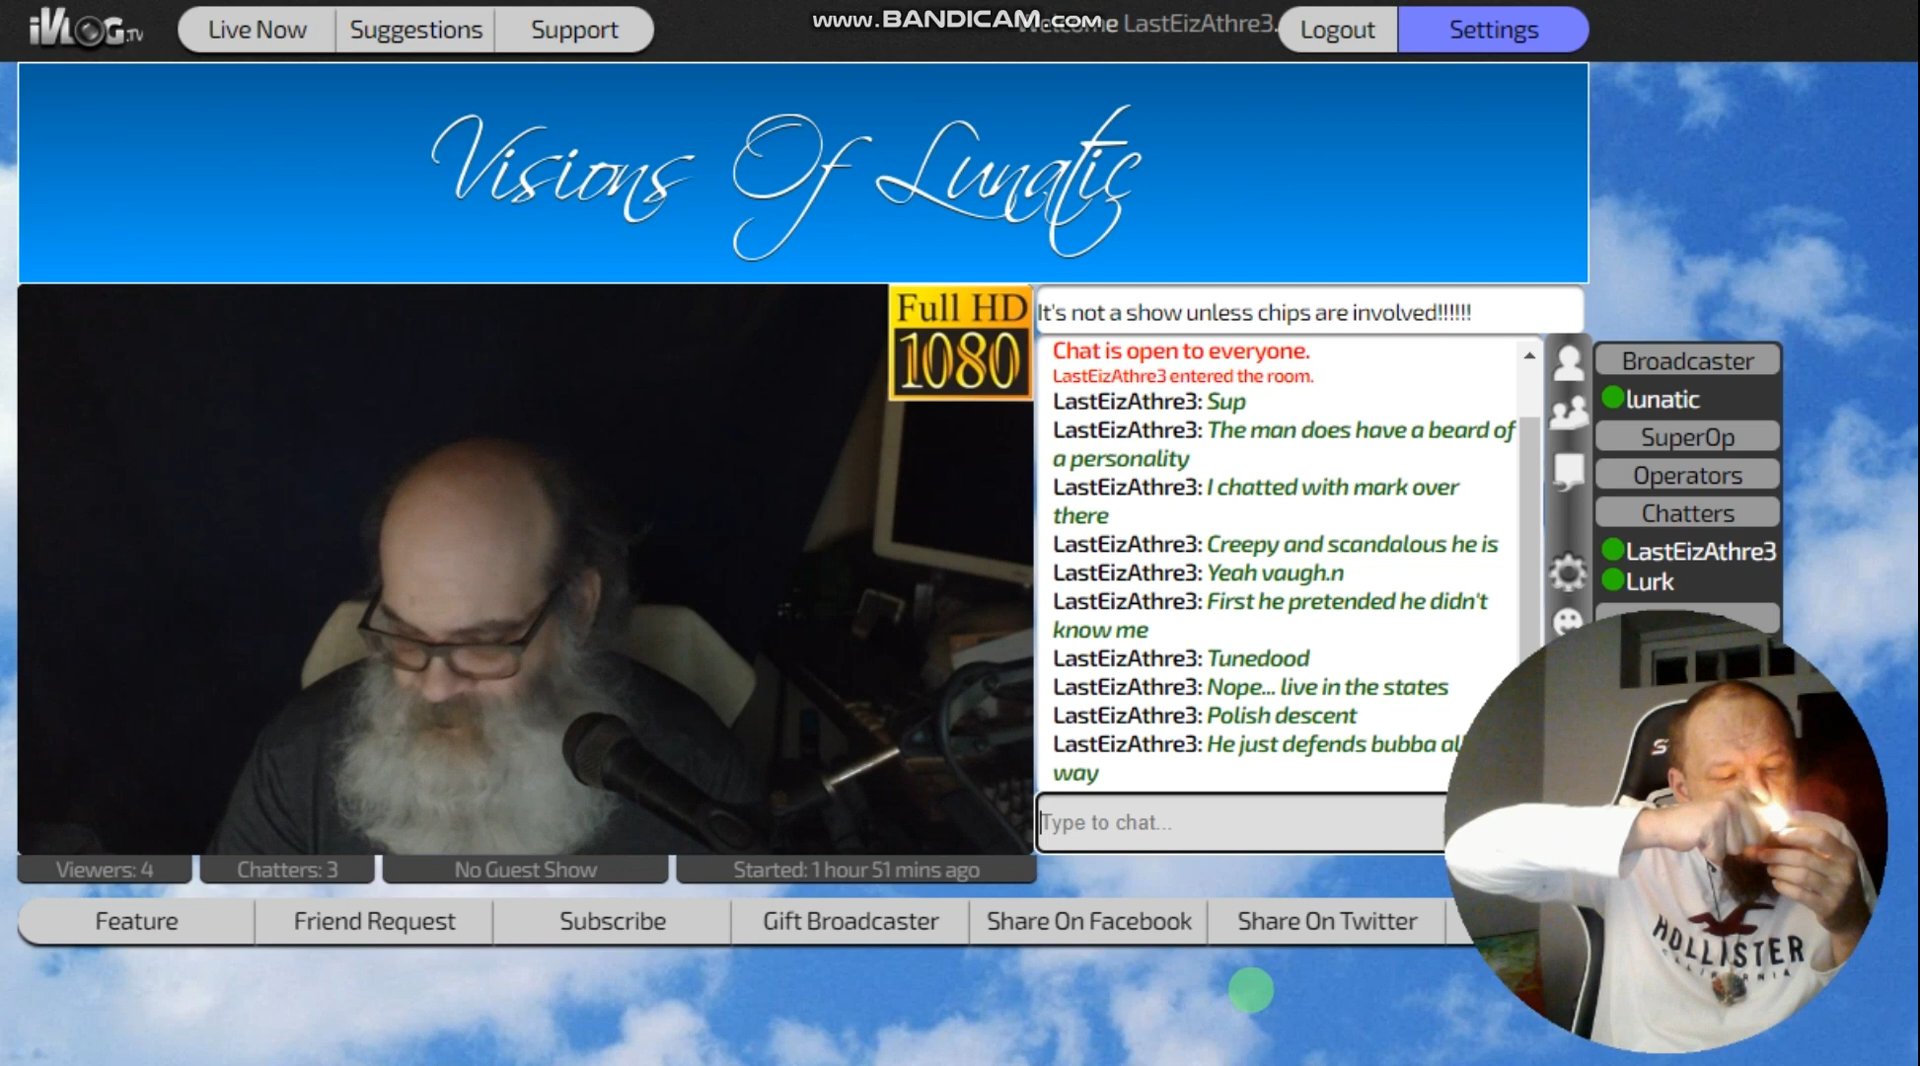 iVLOG.TV
Live Now
Suggestions
Support
www.BANDICAM.com
Welcome LastEizAthre3.
Logout
Settings
Visions Of Lunatic
Full HD
1080
It's not a show unless chips are involved!!!!!!
Chat is open to everyone.
LastEizAthre3 entered the room.
LastEizAthre3: Sup
LastEizAthre3: The man does have a beard of
a personality
LastEizAthre3: I chatted with mark over
there
LastEizAthre3: Creepy and scandalous he is
LastEizAthre3: Yeah vaugh.n
LastEizAthre3: First he pretended he didn't
know me
LastEizAthre3: Tunedood
LastEizAthre3: Nope... live in the states
LastEizAthre3: Polish descent
LastEizAthre3: He just defends bubba al
way
Type to chat...
Broadcaster
lunatic
SuperOp
Operators
Chatters
LastEizAthre3
Lurk
Viewers: 4
Chatters: 3
No Guest Show
Started: 1 hour 51 mins ago
Feature
Friend Request
Subscribe
Gift Broadcaster
Share On Facebook
Share On Twitter
HOLLISTER
CALIFORNIA